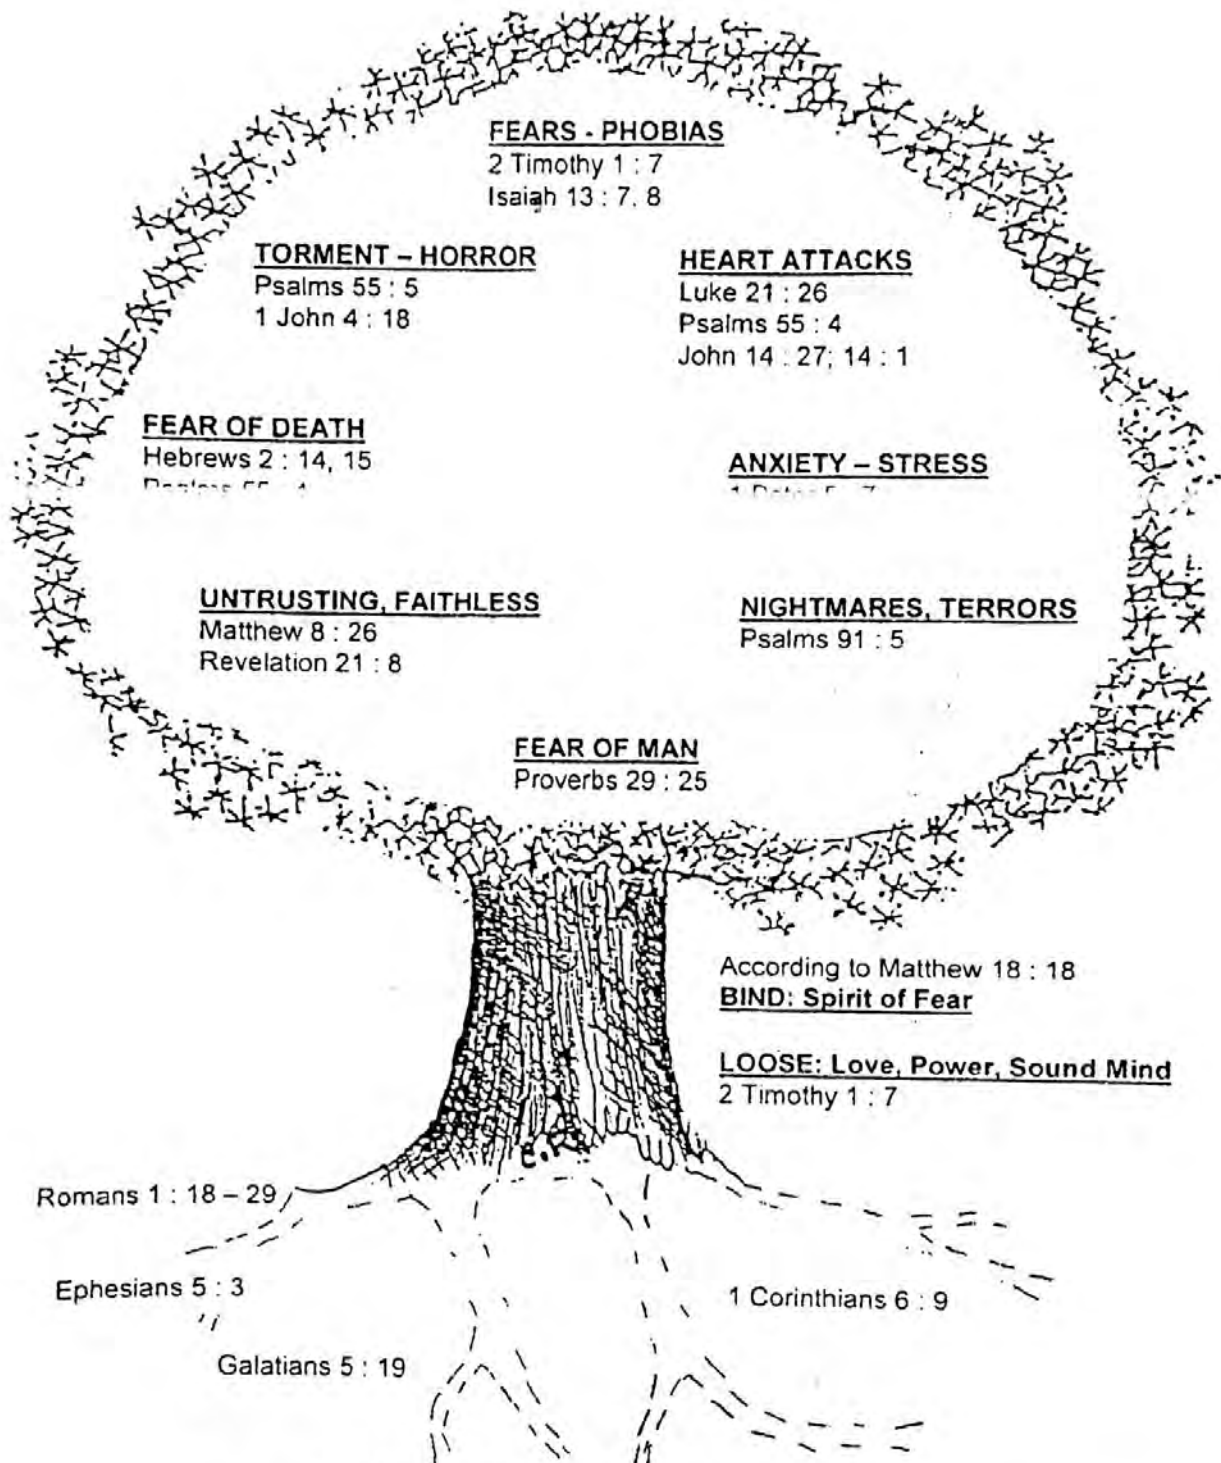 FEARS - PHOBIAS
2 Timothy 1 : 7
Isaiah 13 : 7, 8
TORMENT – HORROR
Psalms 55 : 5
1 John 4 : 18
HEART ATTACKS
Luke 21 : 26
Psalms 55 : 4
John 14 : 27; 14 : 1
FEAR OF DEATH
Hebrews 2 : 14, 15
ANXIETY – STRESS
UNTRUSTING, FAITHLESS
Matthew 8 : 26
Revelation 21 : 8
NIGHTMARES, TERRORS
Psalms 91 : 5
FEAR OF MAN
Proverbs 29 : 25
According to Matthew 18 : 18
BIND: Spirit of Fear
LOOSE: Love, Power, Sound Mind
2 Timothy 1 : 7
Romans 1 : 18 – 29
Ephesians 5 : 3
1 Corinthians 6 : 9
Galatians 5 : 19